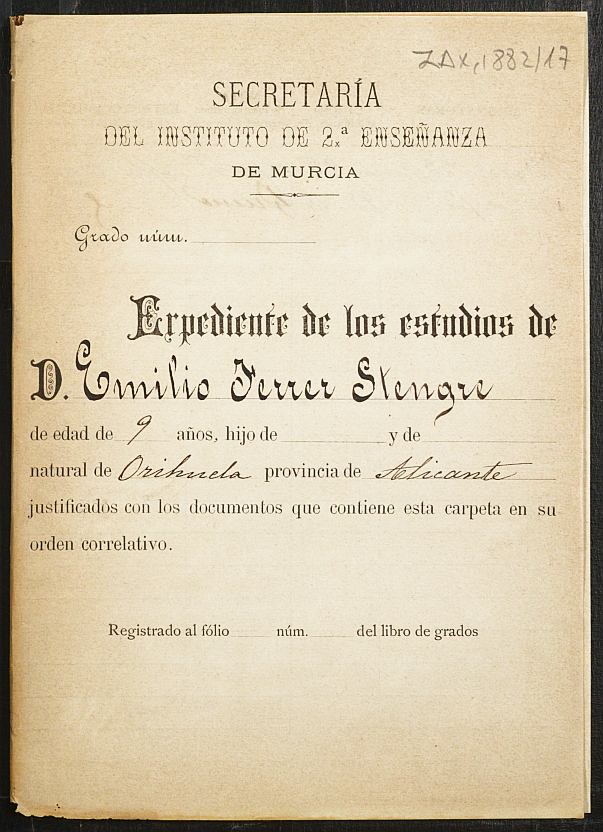 IAX, 1882/17
SECRETARÍA
DEL INSTITUTO DE 2.ª ENSEÑANZA
DE MURCIA
Grado núm.
Expediente de los estudios de
D. Emilio Ferrer Stengre
de edad de 9 años, hijo de y de
natural de Orihuela provincia de Alicante
justificados con los documentos que contiene esta carpeta en su
orden correlativo.
Registrado al fólio núm. del libro de grados